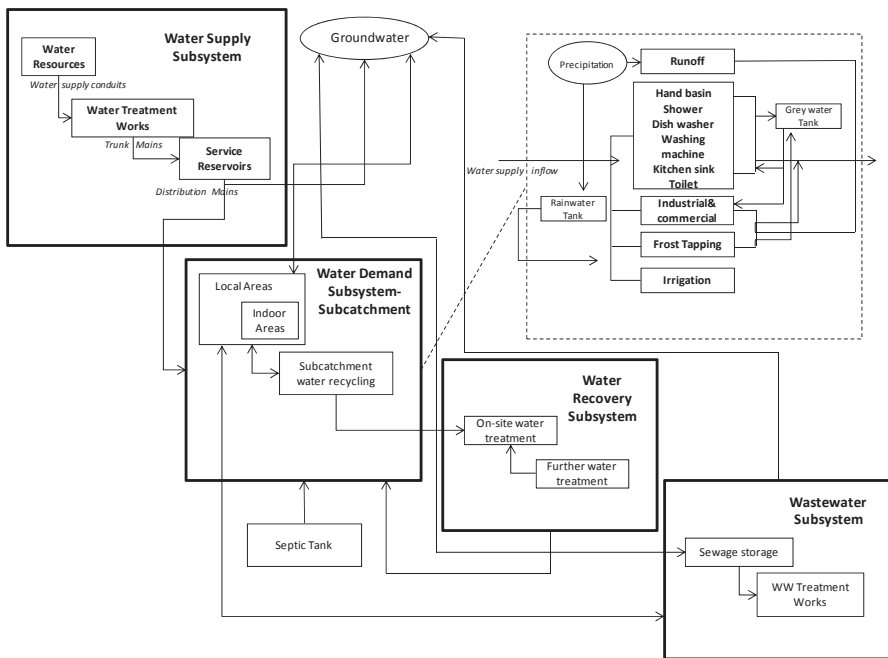 Water Supply
Subsystem
Water
Resources
Water supply conduits
Water Treatment
Works
Trunk Mains
Service
Reservoirs
Distribution Mains
Groundwater
Precipitation
Runoff
Hand basin
Shower
Dish washer
Washing
machine
Kitchen sink
Toilet
Grey water
Tank
Water supply inflow
Rainwater
Tank
Industrial&
commercial
Frost Tapping
Irrigation
Water Demand
Subsystem-
Subcatchment
Local Areas
Indoor
Areas
Subcatchment
water recycling
Septic Tank
Water
Recovery
Subsystem
On-site water
treatment
Further water
treatment
Wastewater
Subsystem
Sewage storage
WW Treatment
Works